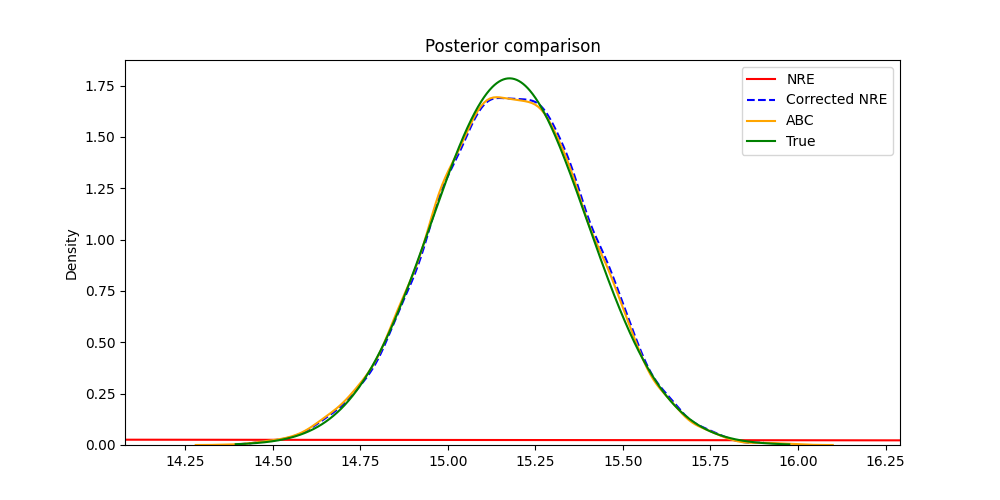 Posterior comparison
NRE
Corrected NRE
ABC
True
Density
1.75
1.50
1.25
1.00
0.75
0.50
0.25
0.00
14.25 14.50 14.75 15.00 15.25 15.50 15.75 16.00 16.25